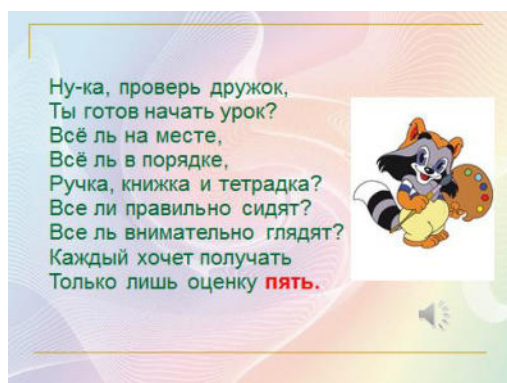 Ну-ка, проверь дружок,
Ты готов начать урок?
Всё ль на месте,
Всё ль в порядке,
Ручка, книжка и тетрадка?
Все ли правильно сидят?
Все ль внимательно глядят?
Каждый хочет получать
Только лишь оценку пять.